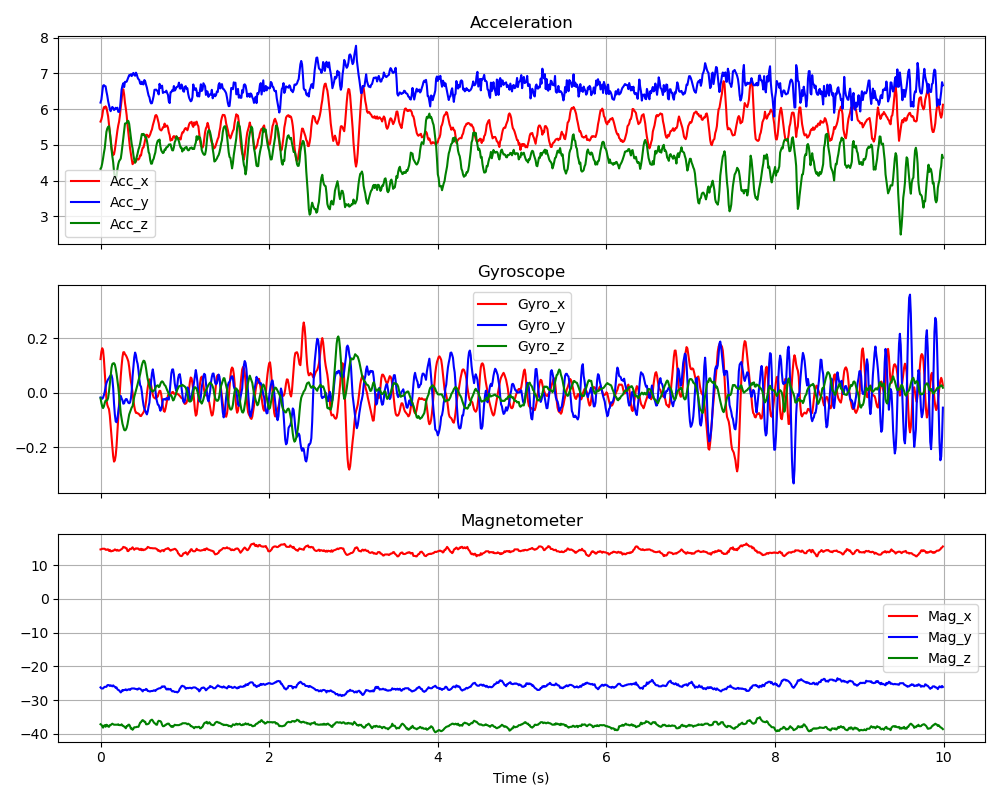 Acceleration
8
7
6
5
4
3
Acc_x
Acc_y
Acc_z
Gyroscope
0.2
0.0
−0.2
Gyro_x
Gyro_y
Gyro_z
Magnetometer
10
0
−10
−20
−30
−40
Mag_x
Mag_y
Mag_z
0 2 4 6 8 10
Time (s)